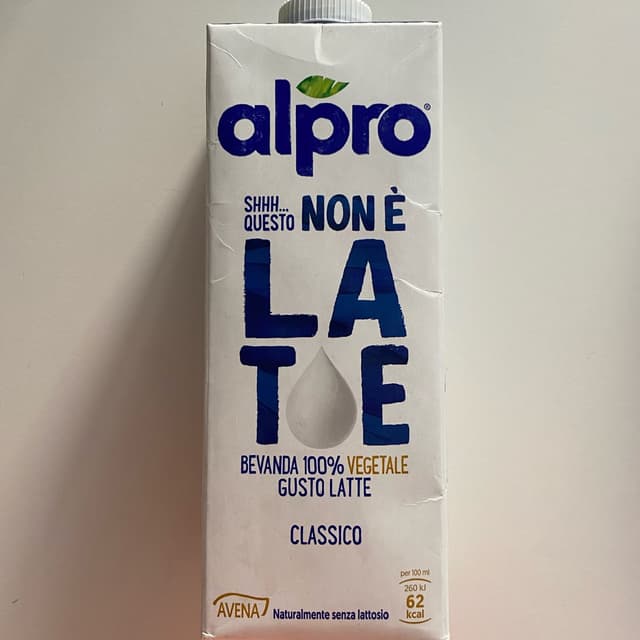 alpro®
SHHH...
QUESTO NON È
LA
T E
BEVANDA 100% VEGETALE
GUSTO LATTE
CLASSICO
per 100 ml
260 kJ
62
kcal
AVENA
Naturalmente senza lattosio